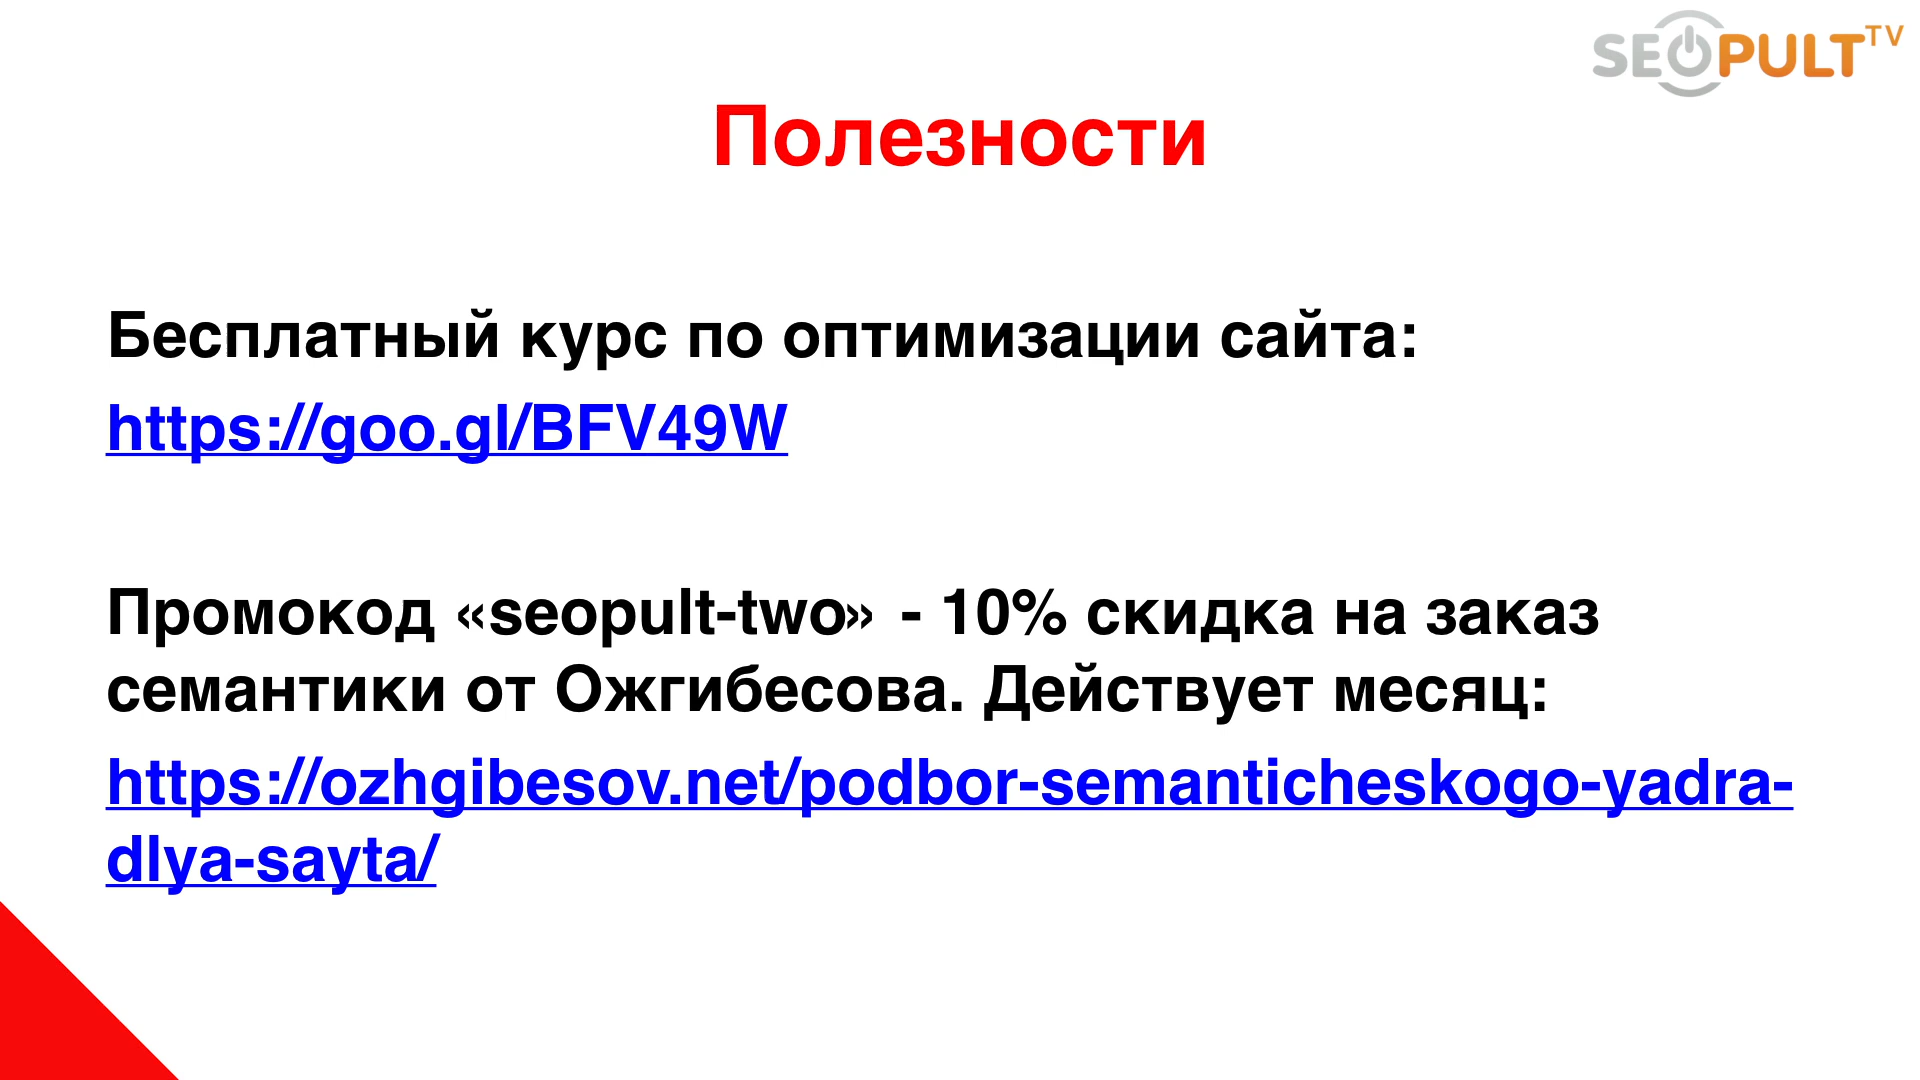 SEOPULT TV
Полезности
Бесплатный курс по оптимизации сайта:
https://goo.gl/BFV49W
Промокод «seopult-two» - 10% скидка на заказ
семантики от Ожгибесова. Действует месяц:
https://ozhgibesov.net/podbor-semanticheskogo-yadra-
dlya-sayta/